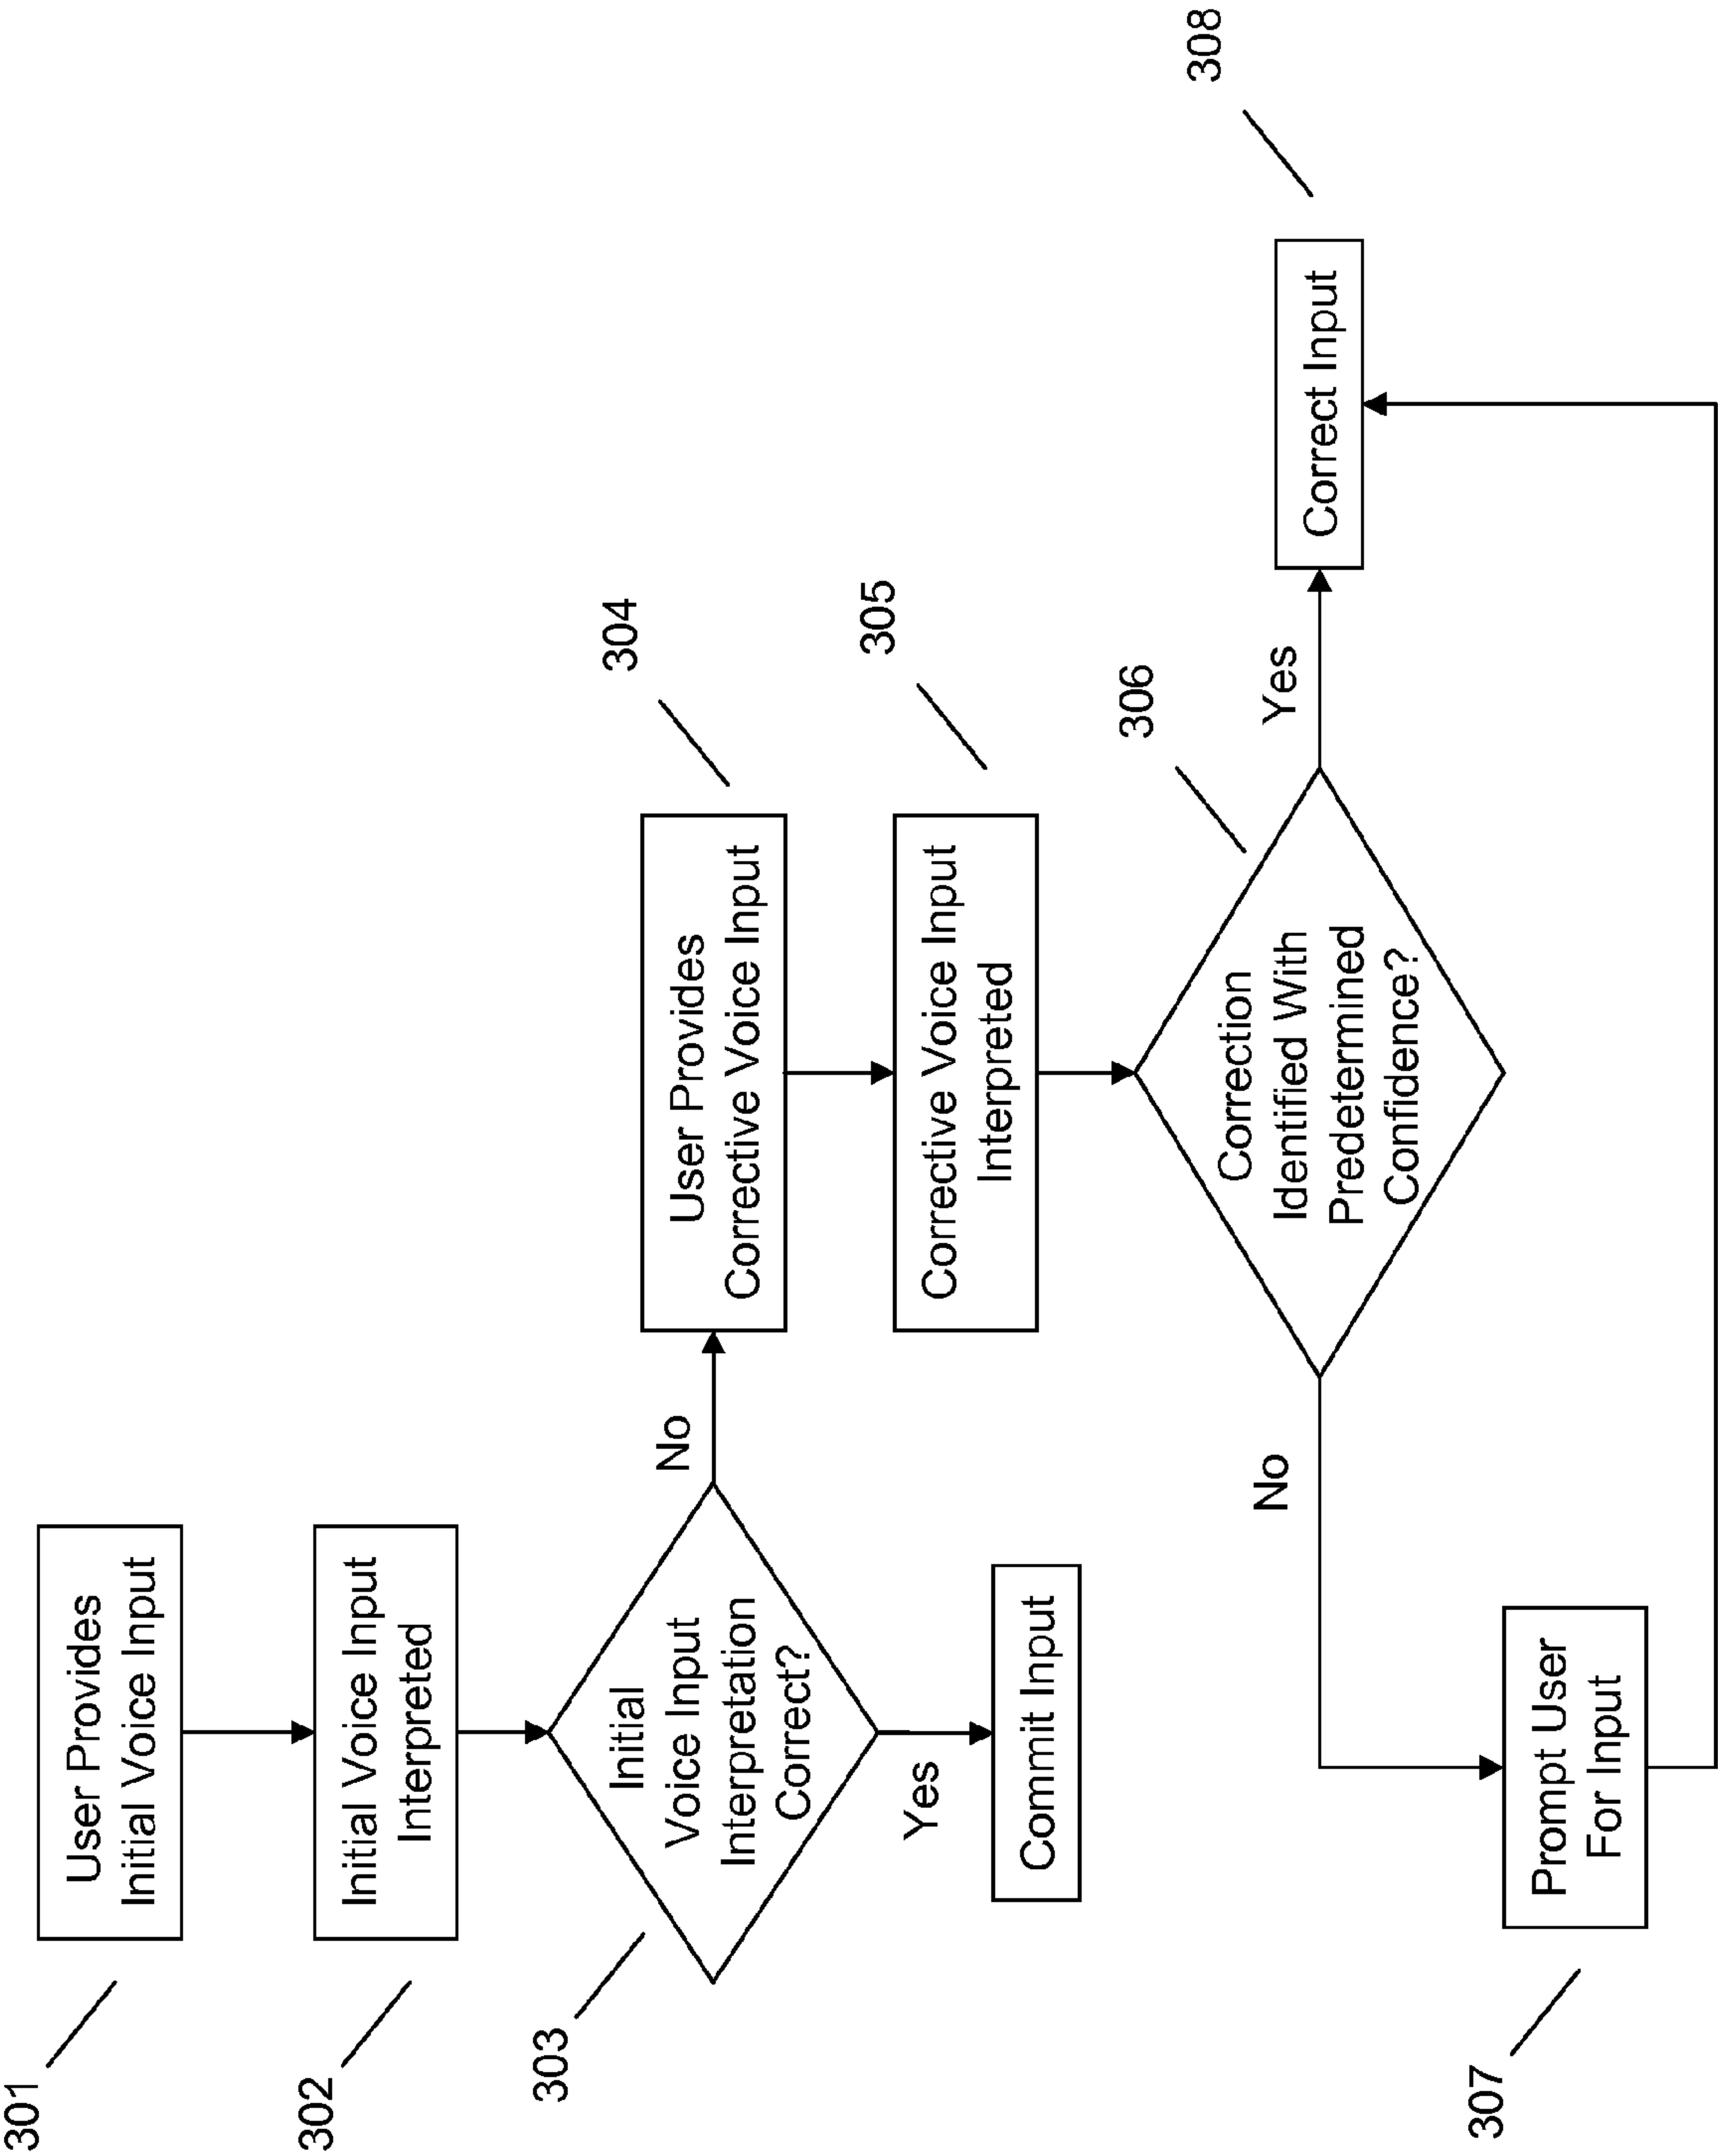 301
User Provides
Initial Voice Input
302
Initial Voice Input
Interpreted
303
Initial
Voice Input
Interpretation
Correct?
Yes
Commit Input
No
304
User Provides
Corrective Voice Input
305
Corrective Voice Input
Interpreted
306
Correction
Identified With
Predetermined
Confidence?
No
307
Prompt User
For Input
Yes
308
Correct Input